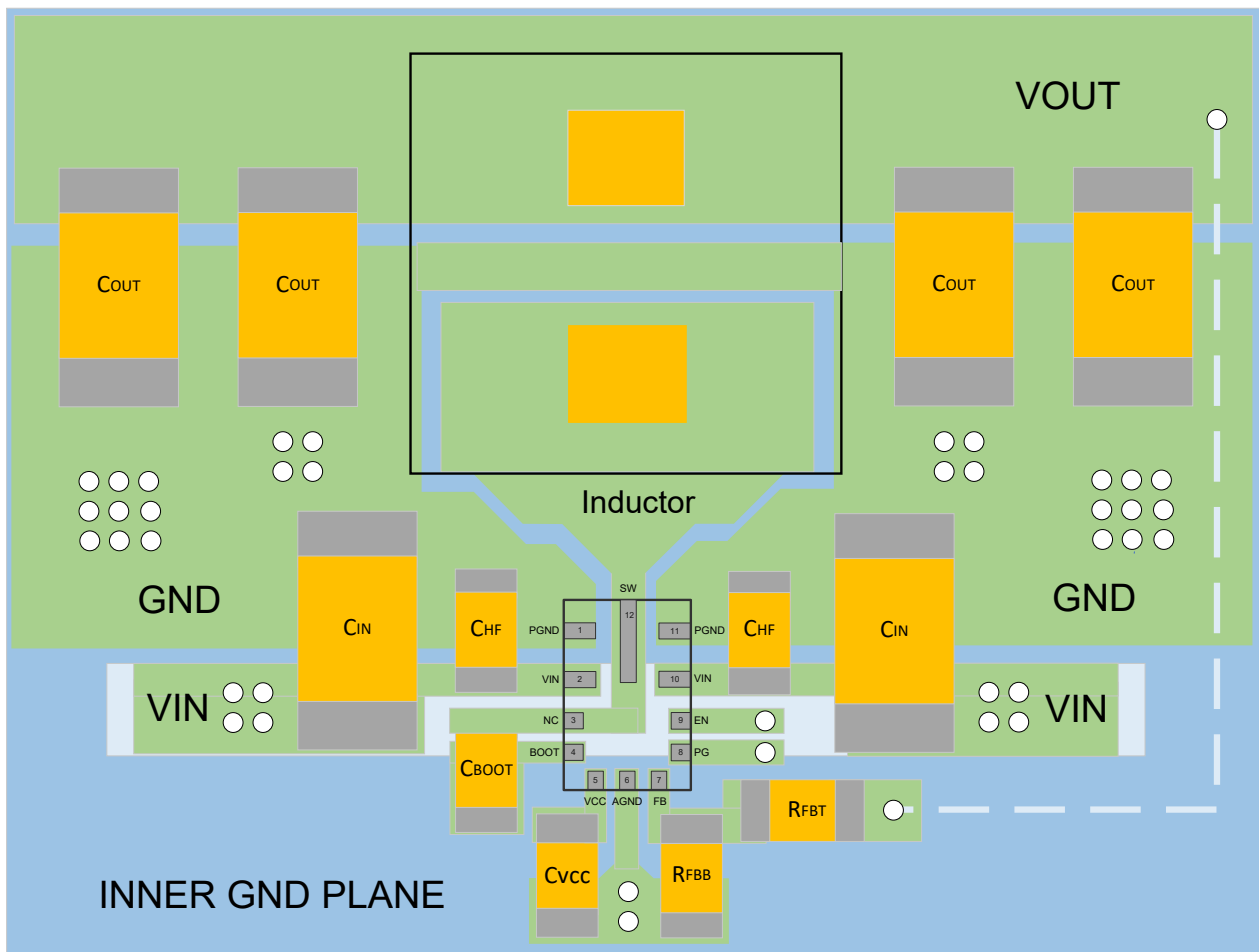 VOUT
COUT
COUT
COUT
COUT
Inductor
GND
GND
SW
12
CIN
CHF
PGND
1
11
PGND
CHF
CIN
VIN
VIN
2
10
VIN
VIN
NC
3
9
EN
BOOT
4
8
PG
CBOOT
5
6
7
VCC
AGND
FB
RFBT
CVCC
RFBB
INNER GND PLANE